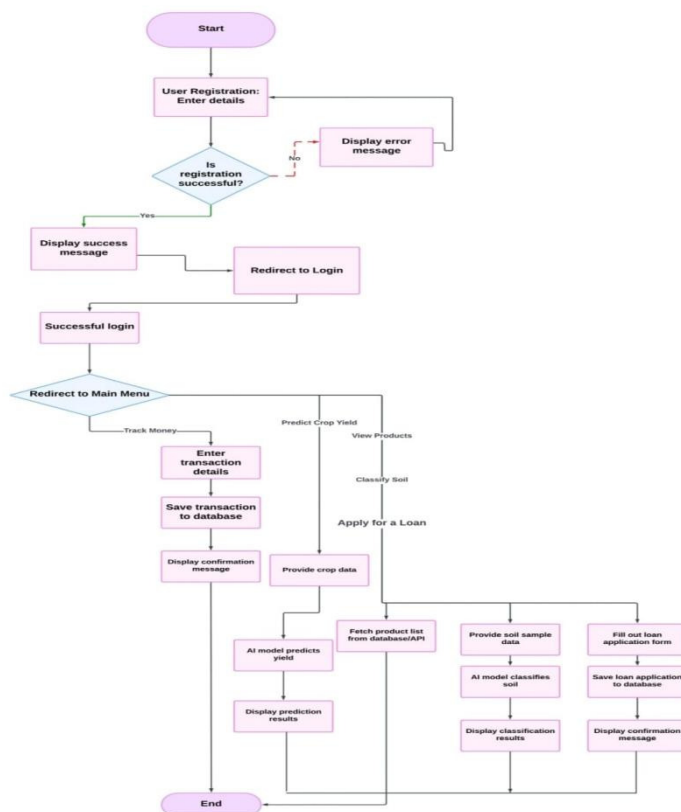 Start
User Registration:
Enter details
Display error
message
No
Is
registration
successful?
Yes
Display success
message
Redirect to Login
Successful login
Redirect to Main Menu
Track Money
Predict Crop Yield
View Products
Classify Soil
Apply for a Loan
Enter
transaction
details
Save transaction
to database
Display confirmation
message
Provide crop data
AI model predicts
yield
Display prediction
results
Fetch product list
from database/API
Provide soil sample
data
AI model classifies
soil
Display classification
results
Fill out loan
application form
Save loan application
to database
Display confirmation
message
End